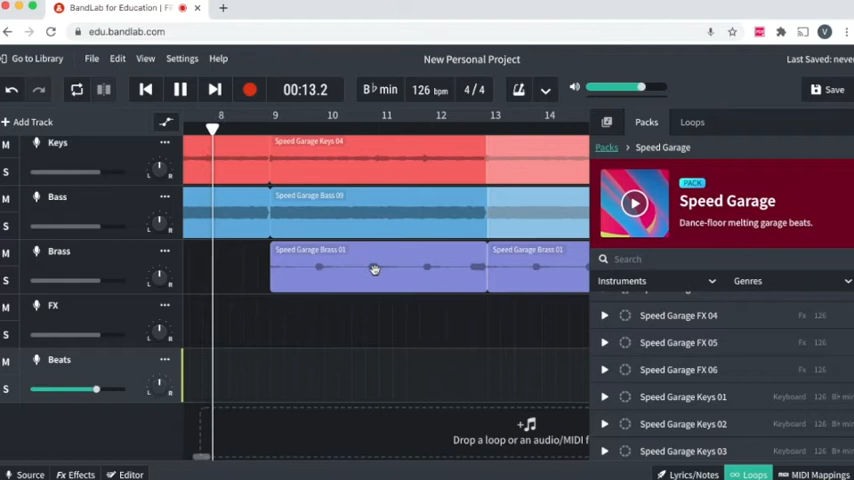 BandLab for Education | Fi
edu.bandlab.com
V
Go to Library File Edit View Settings Help New Personal Project Last Saved: never
00:13.2 B♭min 126 bpm 4 / 4 Save
Add Track 8 9 10 11 12 13 14 Packs Loops
M Keys Speed Garage Keys 04
S L R
Packs > Speed Garage
M Bass Speed Garage Bass 09
S L R
PACK
Speed Garage
Dance-floor melting garage beats.
M Brass Speed Garage Brass 01 Speed Garage Brass 01
S L R
Search
Instruments Genres
M FX
S L R
Speed Garage FX 04 Fx 126
Speed Garage FX 05 Fx 126
Speed Garage FX 06 Fx 126
M Beats
S L R
Speed Garage Keys 01 Keyboard 126 B♭ min
Speed Garage Keys 02 Keyboard 126 B♭ min
Speed Garage Keys 03 Keyboard 126 B♭ min
Drop a loop or an audio/MIDI f
Source Fx Effects Editor Lyrics/Notes Loops MIDI Mappings